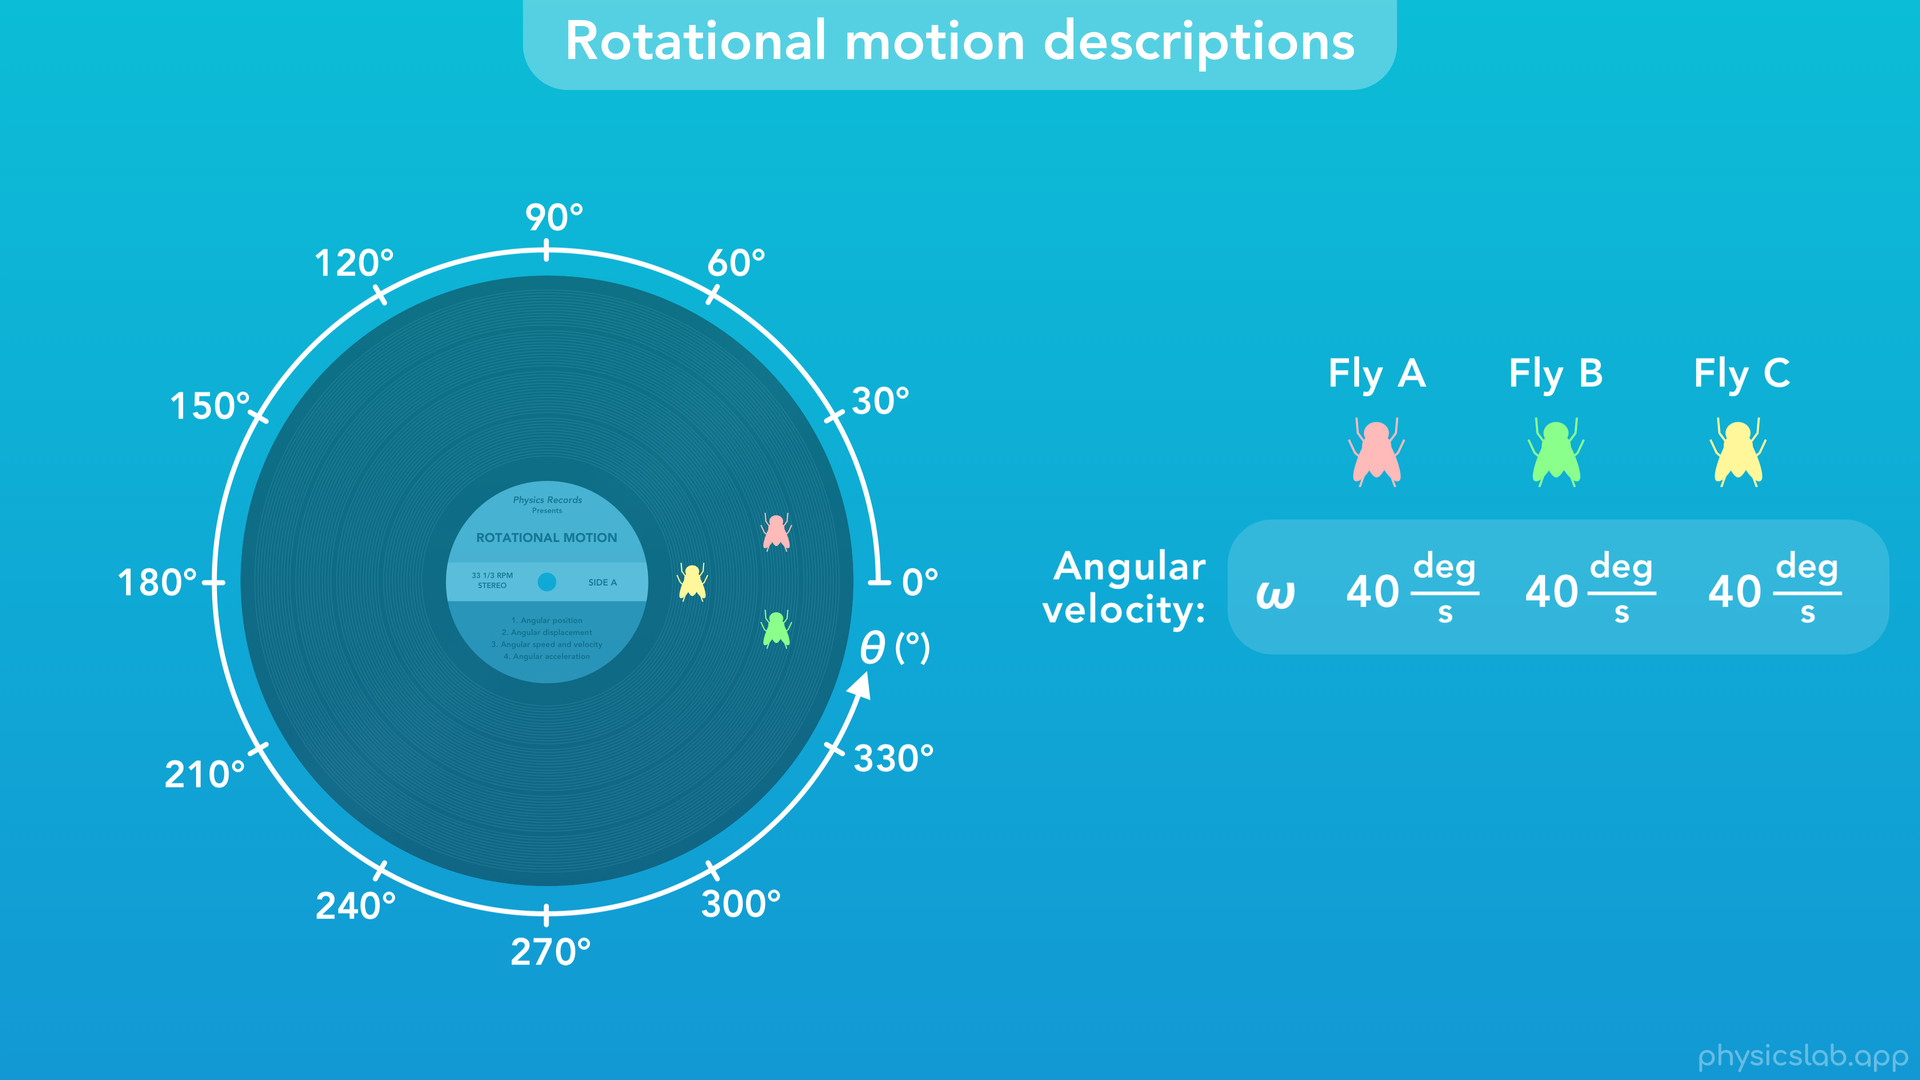 Rotational motion descriptions
90°
120°
60°
150°
30°
180°
0°
θ (°)
210°
330°
240°
300°
270°
Physics Records
Presents
ROTATIONAL MOTION
33 1/3 RPM
STEREO
SIDE A
1. Angular position
2. Angular displacement
3. Angular speed and velocity
4. Angular acceleration
Fly A Fly B Fly C
Angular
velocity:
ω 40 deg/s 40 deg/s 40 deg/s
physicslab.app